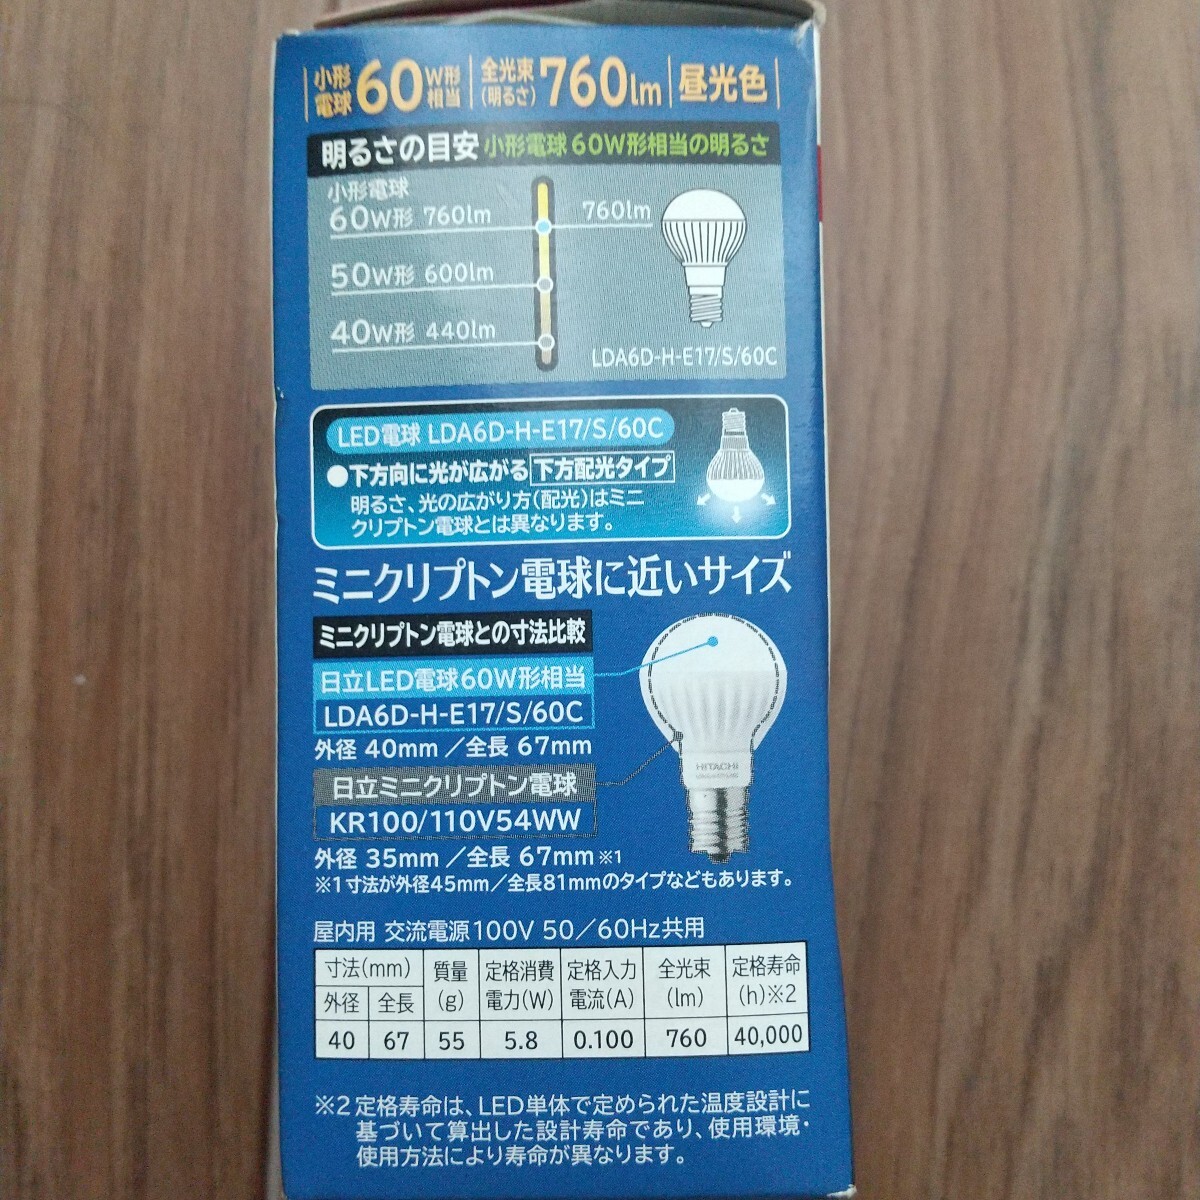 小形電球60W形相当 全光束(明るさ)760lm 昼光色
明るさの目安 小形電球60W形相当の明るさ
小形電球
60W形 760lm 760lm
50W形 600lm
40W形 440lm
LDA6D-H-E17/S/60C
LED電球 LDA6D-H-E17/S/60C
●下方向に光が広がる 下方配光タイプ
明るさ、光の広がり方(配光)はミニ
クリプトン電球とは異なります。
ミニクリプトン電球に近いサイズ
ミニクリプトン電球との寸法比較
日立LED電球60W形相当
LDA6D-H-E17/S/60C
外径 40mm/全長 67mm
HITACHI
日立ミニクリプトン電球
KR100/110V54WW
外径 35mm/全長 67mm※1
※1寸法が外径45mm/全長81mmのタイプなどもあります。
屋内用 交流電源100V 50/60Hz共用
寸法(mm) 質量(g) 定格消費電力(W) 定格入力電流(A) 全光束(lm) 定格寿命(h)※2
外径 全長
40 67 55 5.8 0.100 760 40,000
※2 定格寿命は、LED単体で定められた温度設計に
基づいて算出した設計寿命であり、使用環境・
使用方法により寿命が異なります。